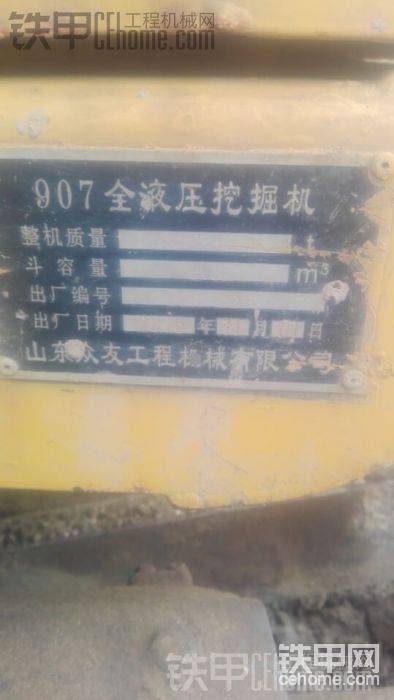 铁甲 工程机械网
CEhome.com
907全液压挖掘机
整机质量 t
斗容量 m³
出厂编号
出厂日期 年 月 日
山东众友工程机械有限公司
铁甲网
CEhome.com
铁甲 CEhome.com